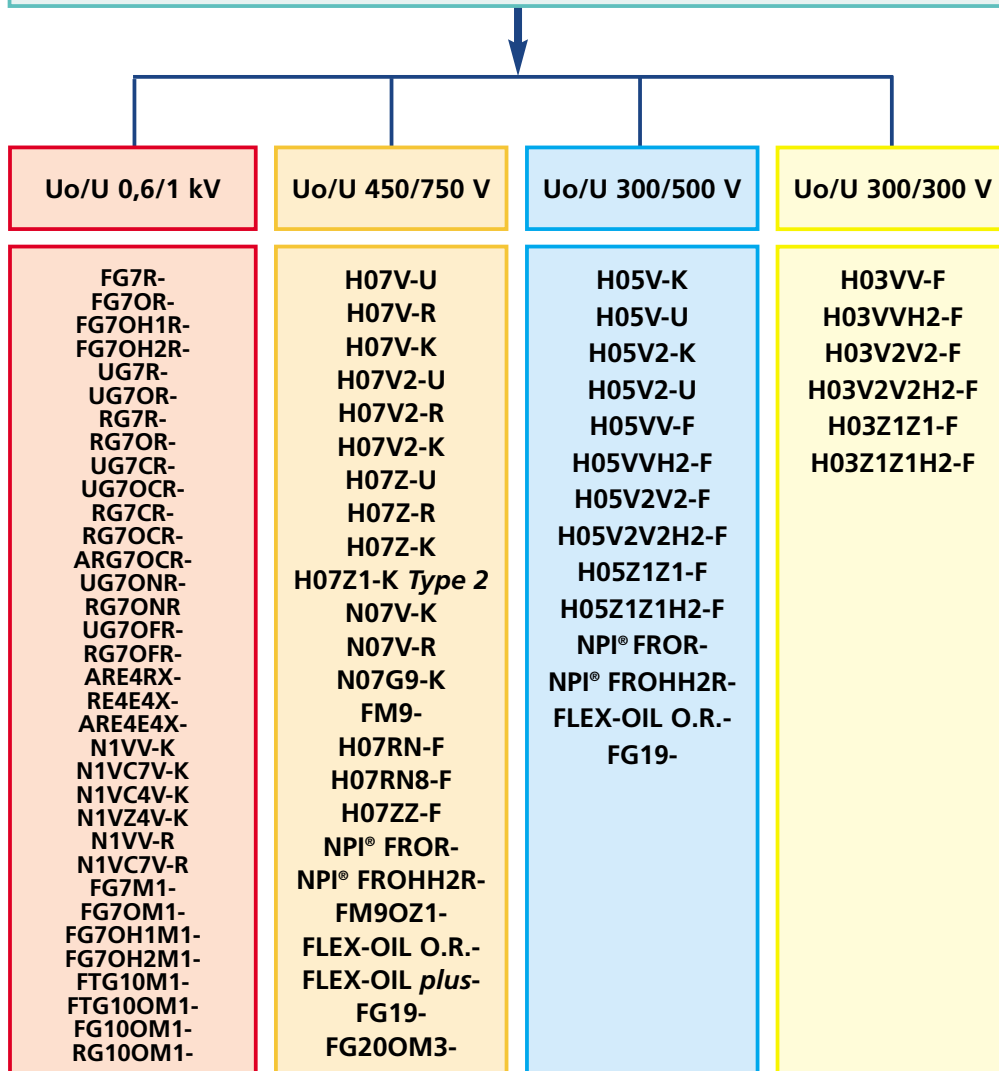 Uo/U 0,6/1 kV
FG7R-
FG7OR-
FG7OH1R-
FG7OH2R-
UG7R-
UG7OR-
RG7R-
RG7OR-
UG7CR-
UG7OCR-
RG7CR-
RG7OCR-
ARG7OCR-
UG7ONR-
RG7ONR
UG7OFR-
RG7OFR-
ARE4RX-
RE4E4X-
ARE4E4X-
N1VV-K
N1VC7V-K
N1VC4V-K
N1VZ4V-K
N1VV-R
N1VC7V-R
FG7M1-
FG7OM1-
FG7OH1M1-
FG7OH2M1-
FTG10M1-
FTG10OM1-
FG10OM1-
RG10OM1-
Uo/U 450/750 V
H07V-U
H07V-R
H07V-K
H07V2-U
H07V2-R
H07V2-K
H07Z-U
H07Z-R
H07Z-K
H07Z1-K Type 2
N07V-K
N07V-R
N07G9-K
FM9-
H07RN-F
H07RN8-F
H07ZZ-F
NPI® FROR-
NPI® FROHH2R-
FM9OZ1-
FLEX-OIL O.R.-
FLEX-OIL plus-
FG19-
FG20OM3-
Uo/U 300/500 V
H05V-K
H05V-U
H05V2-K
H05V2-U
H05VV-F
H05VVH2-F
H05V2V2-F
H05V2V2H2-F
H05Z1Z1-F
H05Z1Z1H2-F
NPI® FROR-
NPI® FROHH2R-
FLEX-OIL O.R.-
FG19-
Uo/U 300/300 V
H03VV-F
H03VVH2-F
H03V2V2-F
H03V2V2H2-F
H03Z1Z1-F
H03Z1Z1H2-F